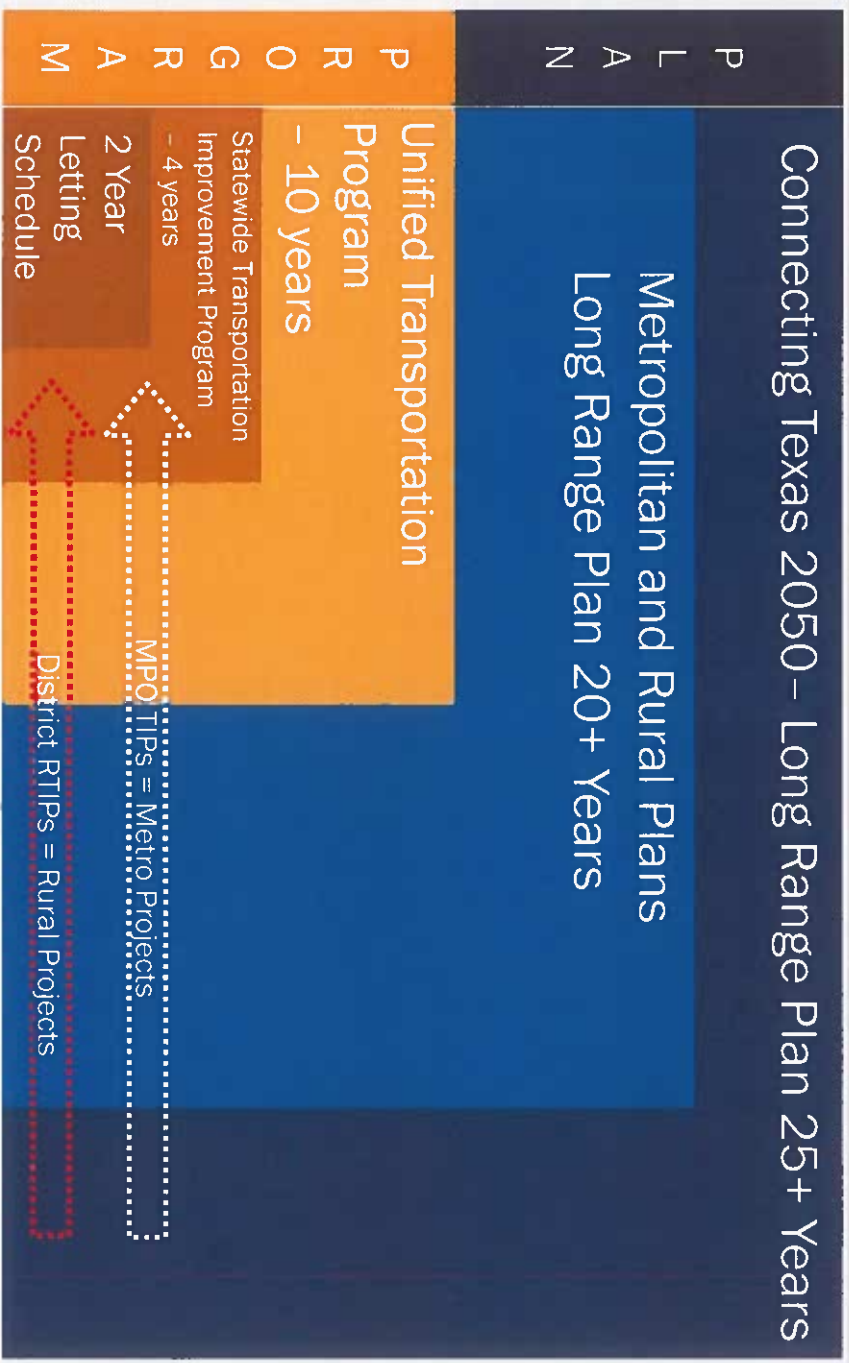 P
L
A
N
Connecting Texas 2050– Long Range Plan 25+ Years
Metropolitan and Rural Plans
Long Range Plan 20+ Years
P
R
O
G
R
A
M
Unified Transportation
Program
– 10 years
Statewide Transportation
Improvement Program
– 4 years
2 Year
Letting
Schedule
MPO TIPs = Metro Projects
District RTIPs = Rural Projects